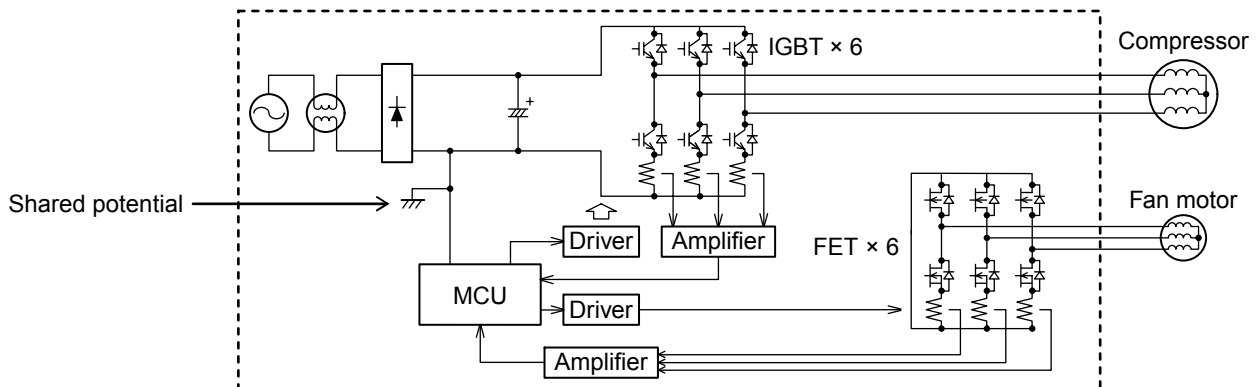 IGBT × 6
Compressor
+
Shared potential
Fan motor
Driver
Amplifier
FET × 6
MCU
Driver
Amplifier